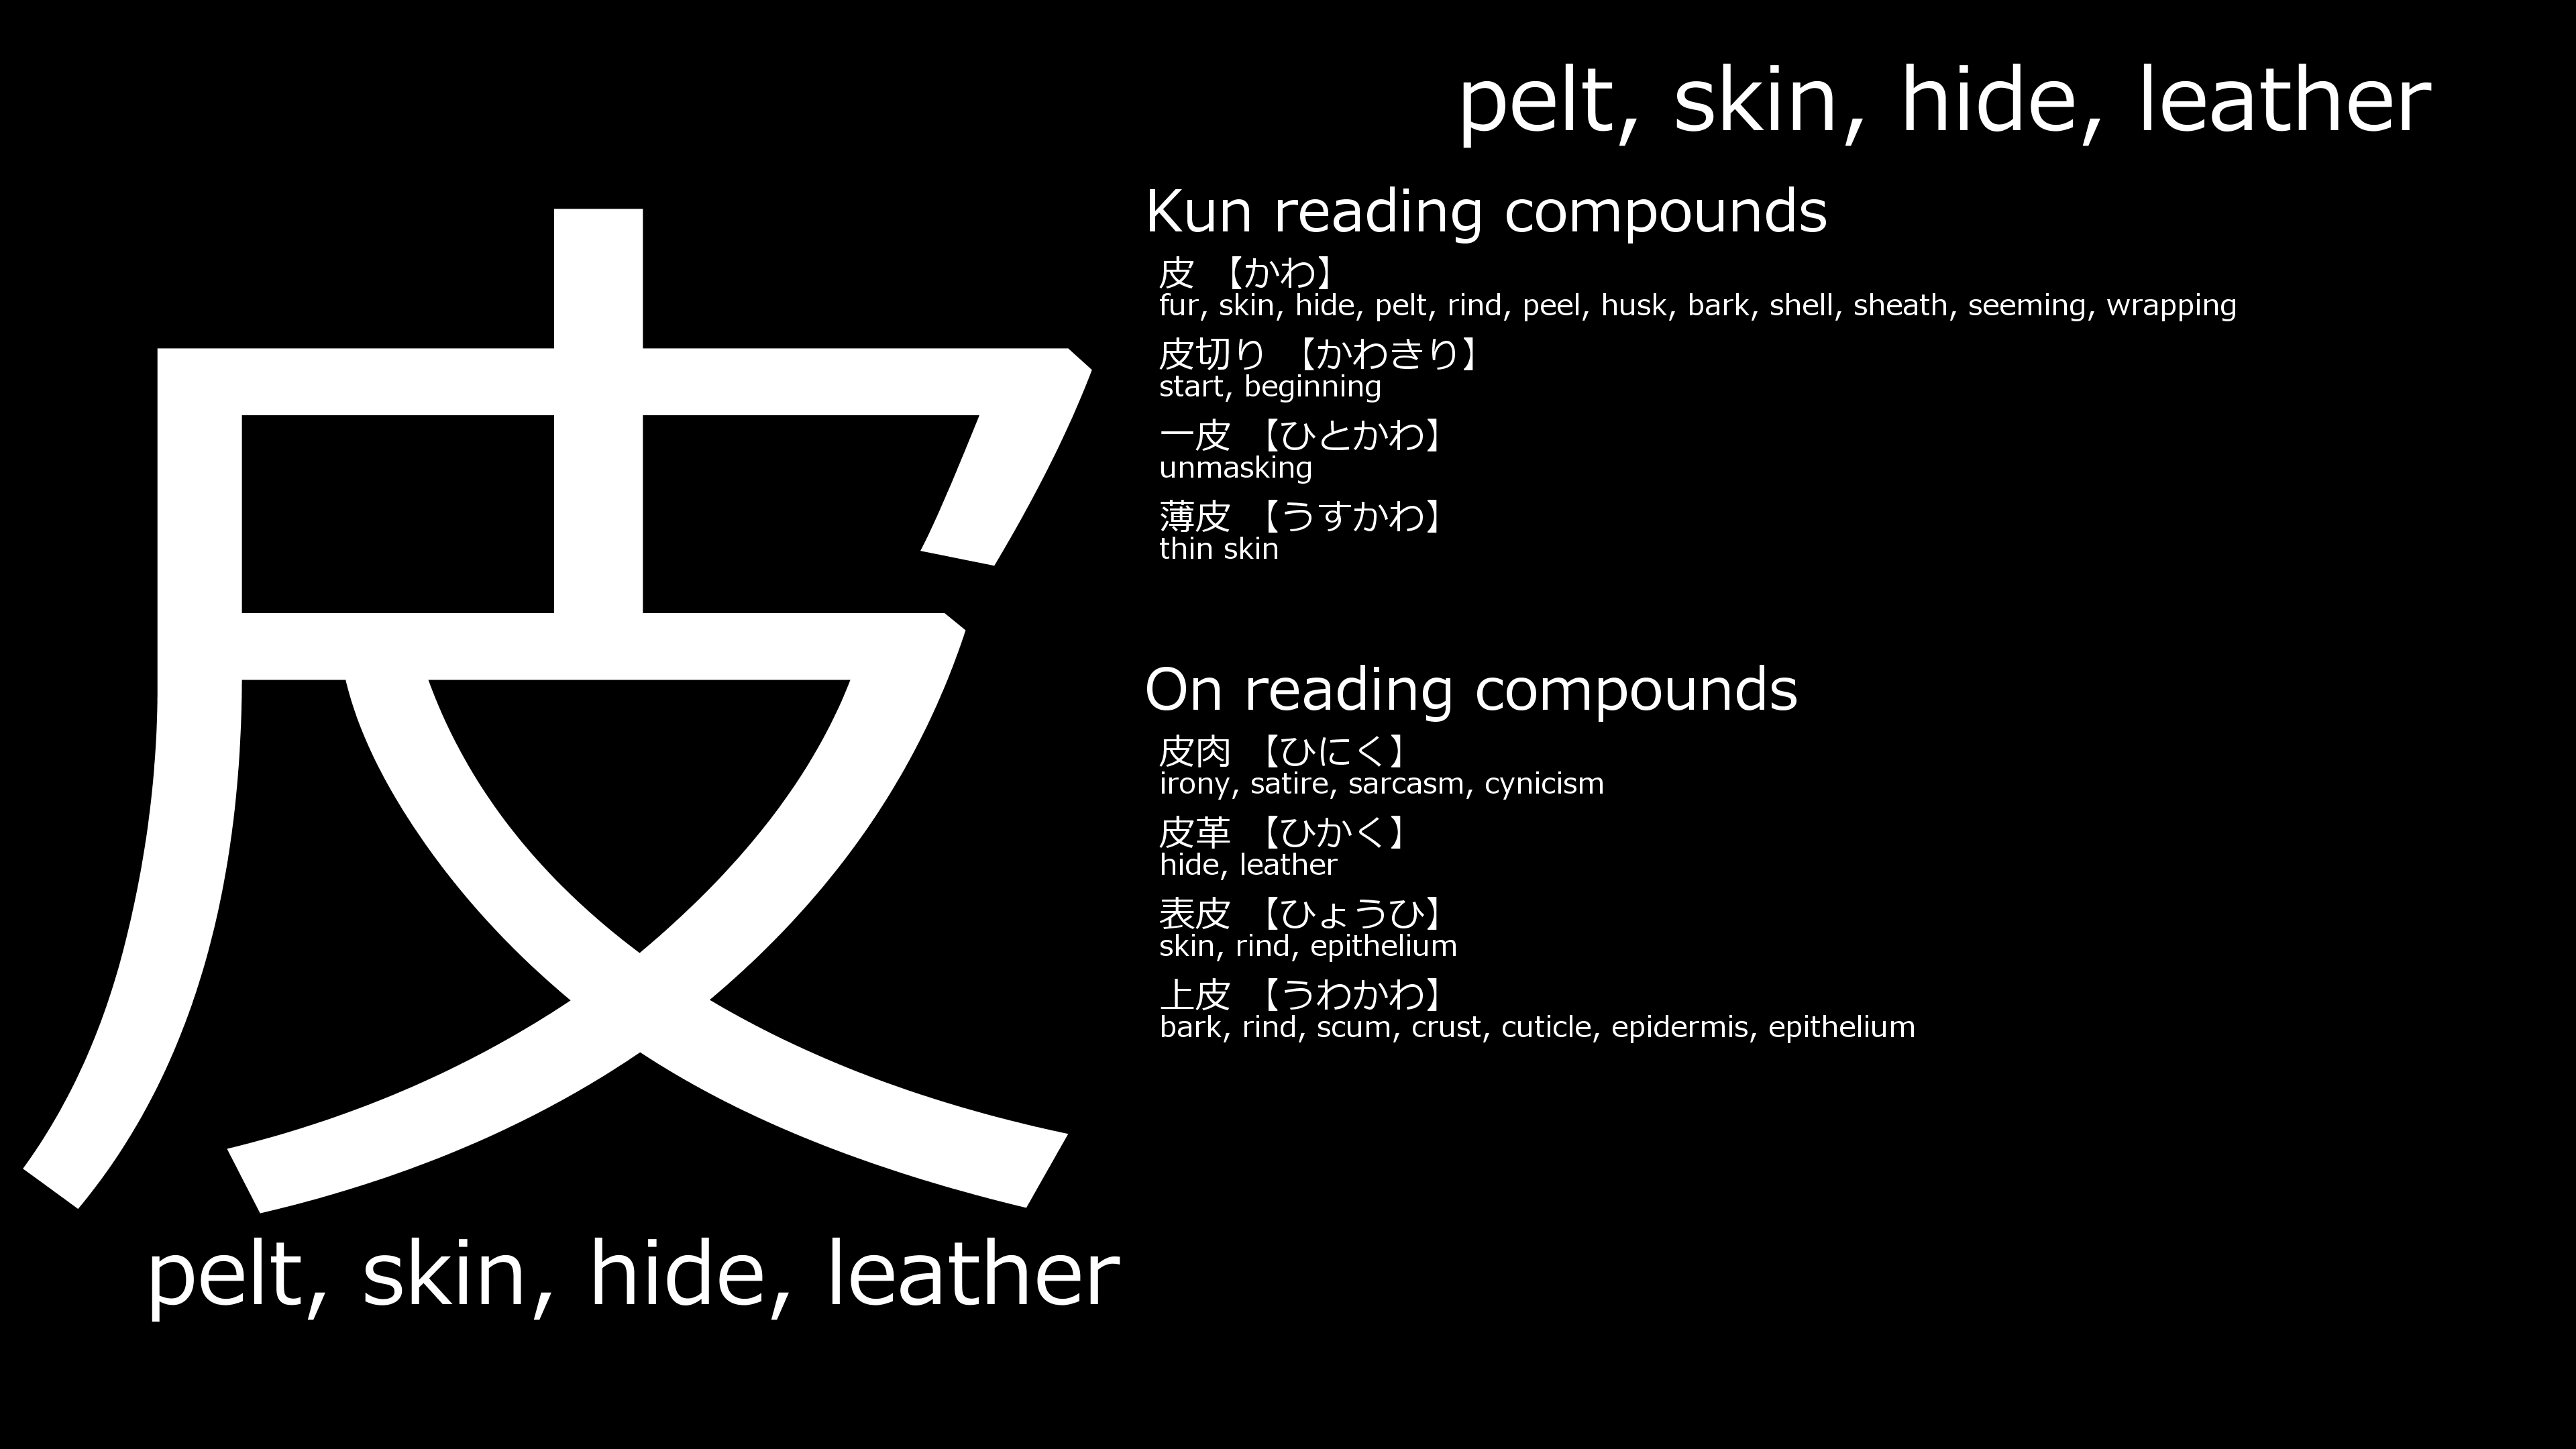 皮
pelt, skin, hide, leather
pelt, skin, hide, leather
Kun reading compounds
皮 【かわ】
fur, skin, hide, pelt, rind, peel, husk, bark, shell, sheath, seeming, wrapping
皮切り 【かわきり】
start, beginning
一皮 【ひとかわ】
unmasking
薄皮 【うすかわ】
thin skin
On reading compounds
皮肉 【ひにく】
irony, satire, sarcasm, cynicism
皮革 【ひかく】
hide, leather
表皮 【ひょうひ】
skin, rind, epithelium
上皮 【うわかわ】
bark, rind, scum, crust, cuticle, epidermis, epithelium